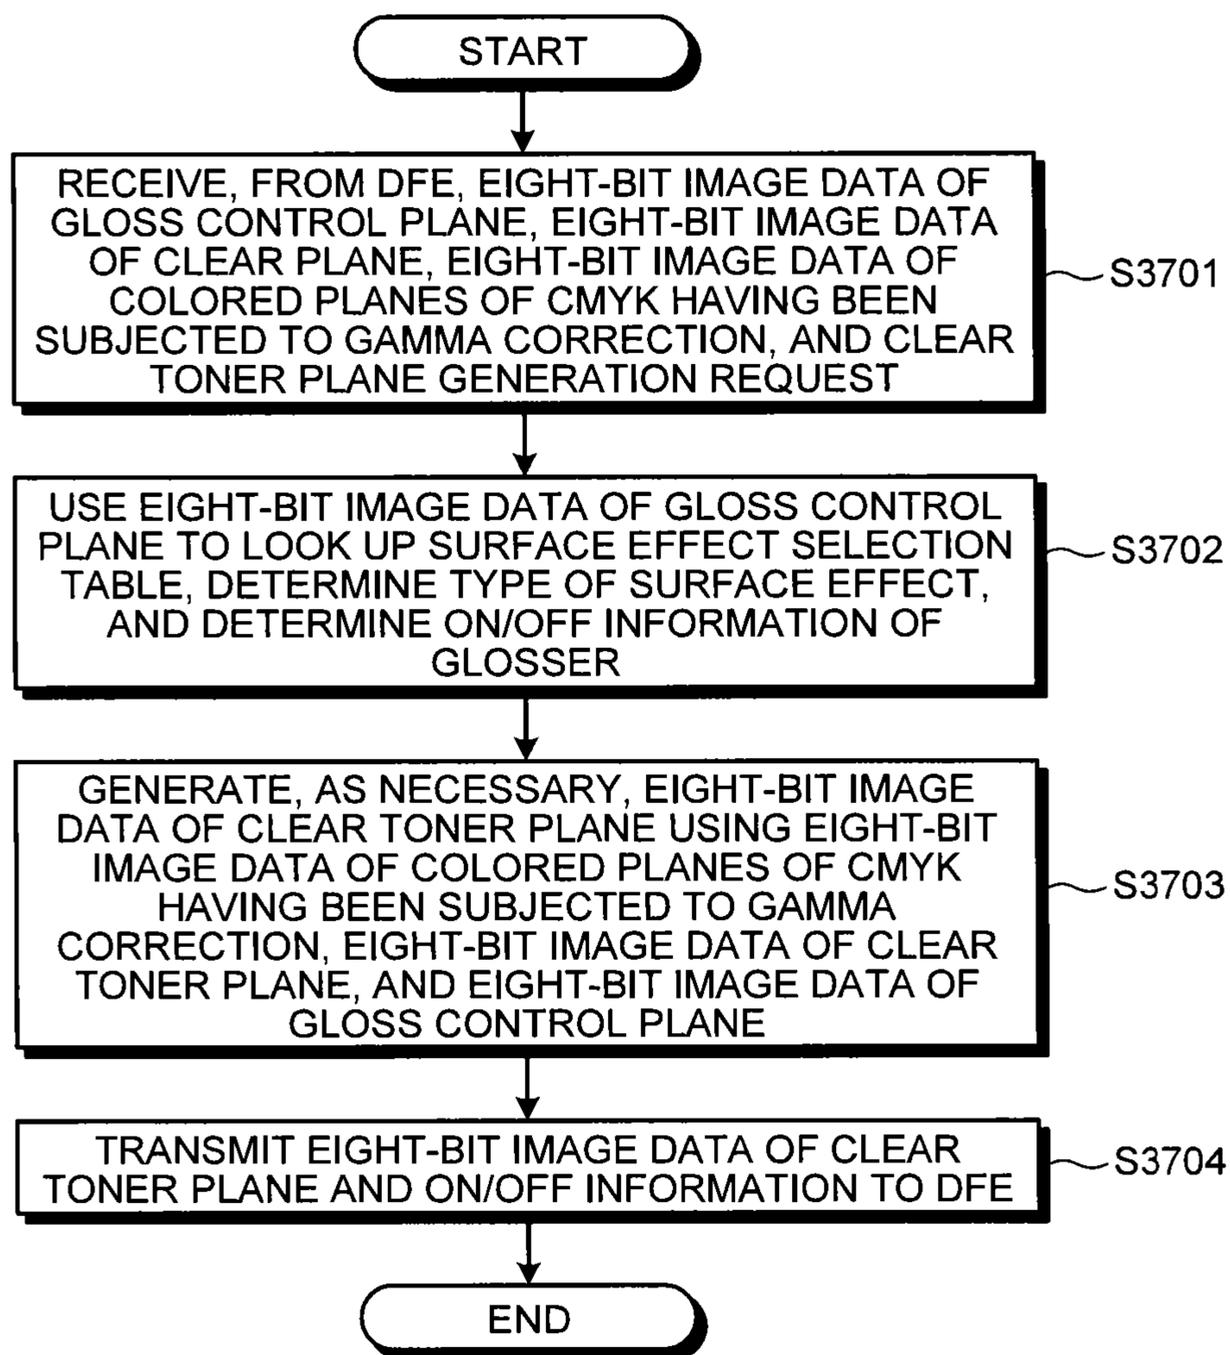 START
RECEIVE, FROM DFE, EIGHT-BIT IMAGE DATA OF
GLOSS CONTROL PLANE, EIGHT-BIT IMAGE DATA
OF CLEAR PLANE, EIGHT-BIT IMAGE DATA OF
COLORED PLANES OF CMYK HAVING BEEN
SUBJECTED TO GAMMA CORRECTION, AND CLEAR
TONER PLANE GENERATION REQUEST
S3701
USE EIGHT-BIT IMAGE DATA OF GLOSS CONTROL
PLANE TO LOOK UP SURFACE EFFECT SELECTION
TABLE, DETERMINE TYPE OF SURFACE EFFECT,
AND DETERMINE ON/OFF INFORMATION OF
GLOSSER
S3702
GENERATE, AS NECESSARY, EIGHT-BIT IMAGE
DATA OF CLEAR TONER PLANE USING EIGHT-BIT
IMAGE DATA OF COLORED PLANES OF CMYK
HAVING BEEN SUBJECTED TO GAMMA
CORRECTION, EIGHT-BIT IMAGE DATA OF CLEAR
TONER PLANE, AND EIGHT-BIT IMAGE DATA OF
GLOSS CONTROL PLANE
S3703
TRANSMIT EIGHT-BIT IMAGE DATA OF CLEAR
TONER PLANE AND ON/OFF INFORMATION TO DFE
S3704
END